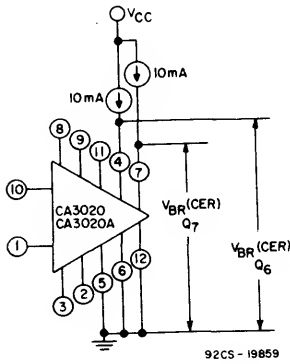 VCC
10mA
10mA
8
9
11
4
7
10
CA3020
CA3020A
1
3
2
5
6
12
VBR(CER)
Q7
VBR(CER)
Q6
92CS-19859